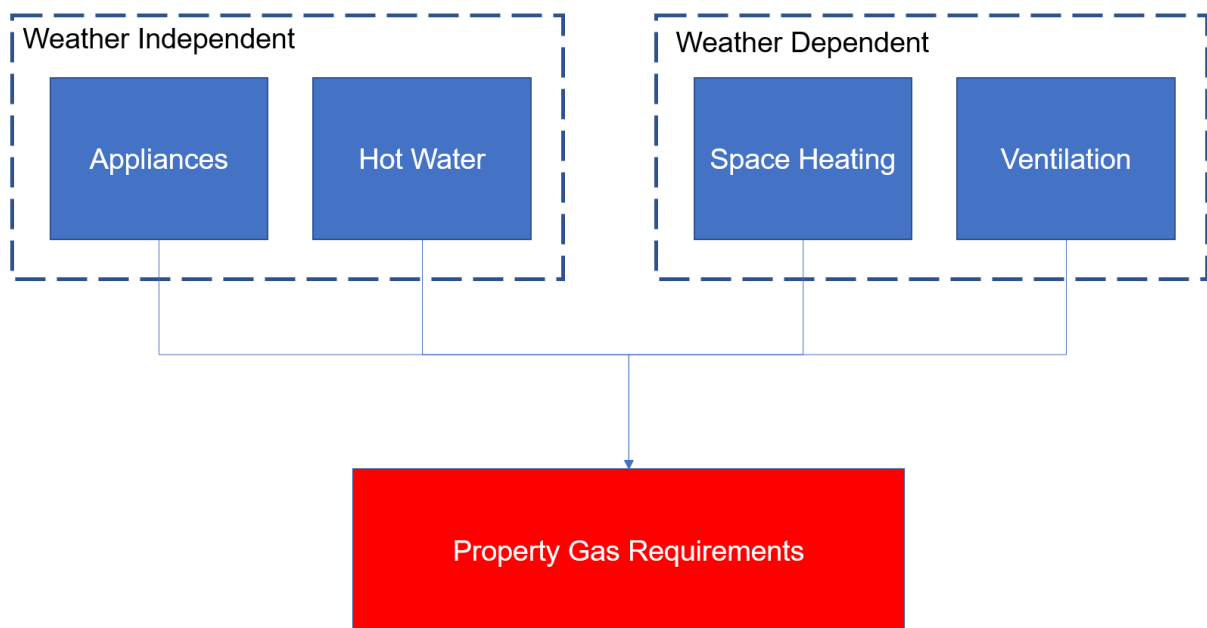 Weather Independent
Weather Dependent
Appliances
Hot Water
Space Heating
Ventilation
Property Gas Requirements